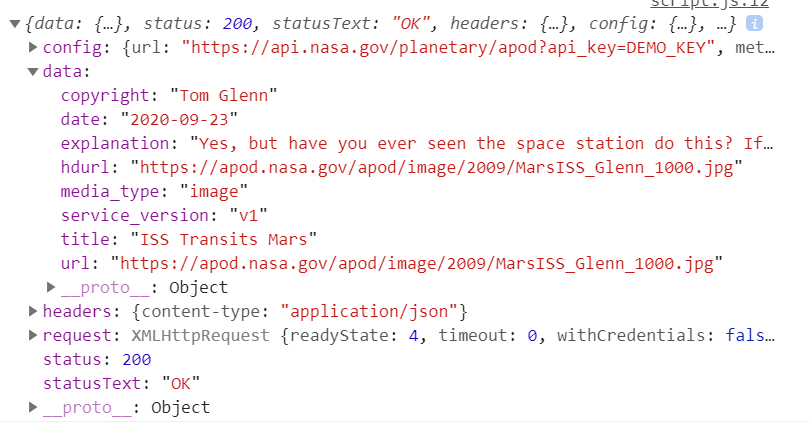 script.js:12
{data: {…}, status: 200, statusText: "OK", headers: {…}, config: {…}, …}
config: {url: "https://api.nasa.gov/planetary/apod?api_key=DEMO_KEY", met…
data:
copyright: "Tom Glenn"
date: "2020-09-23"
explanation: "Yes, but have you ever seen the space station do this? If…
hdurl: "https://apod.nasa.gov/apod/image/2009/MarsISS_Glenn_1000.jpg"
media_type: "image"
service_version: "v1"
title: "ISS Transits Mars"
url: "https://apod.nasa.gov/apod/image/2009/MarsISS_Glenn_1000.jpg"
__proto__: Object
headers: {content-type: "application/json"}
request: XMLHttpRequest {readyState: 4, timeout: 0, withCredentials: fals…
status: 200
statusText: "OK"
__proto__: Object